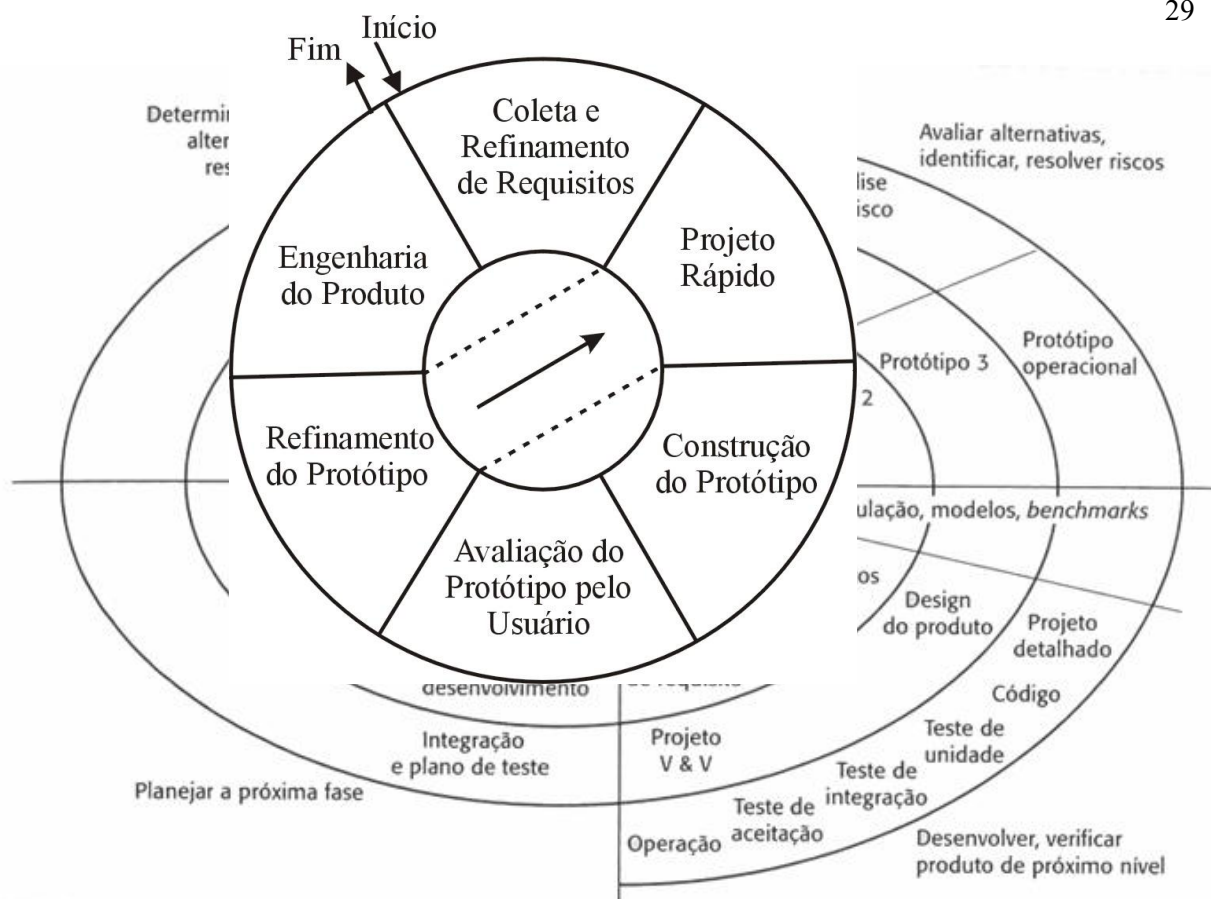 29
Início
Fim
Coleta e
Refinamento
de Requisitos
Projeto
Rápido
Construção
do Protótipo
Avaliação do
Protótipo pelo
Usuário
Refinamento
do Protótipo
Engenharia
do Produto
Avaliar alternativas,
identificar, resolver riscos
Protótipo 3
Protótipo
operacional
2
modelos, benchmarks
Design
do produto
Projeto
detalhado
Código
Teste de
unidade
Teste de
integração
Teste de
aceitação
Operação
Desenvolver, verificar
produto de próximo nível
desenvolvimento
Integração
e plano de teste
Projeto
V & V
Planejar a próxima fase